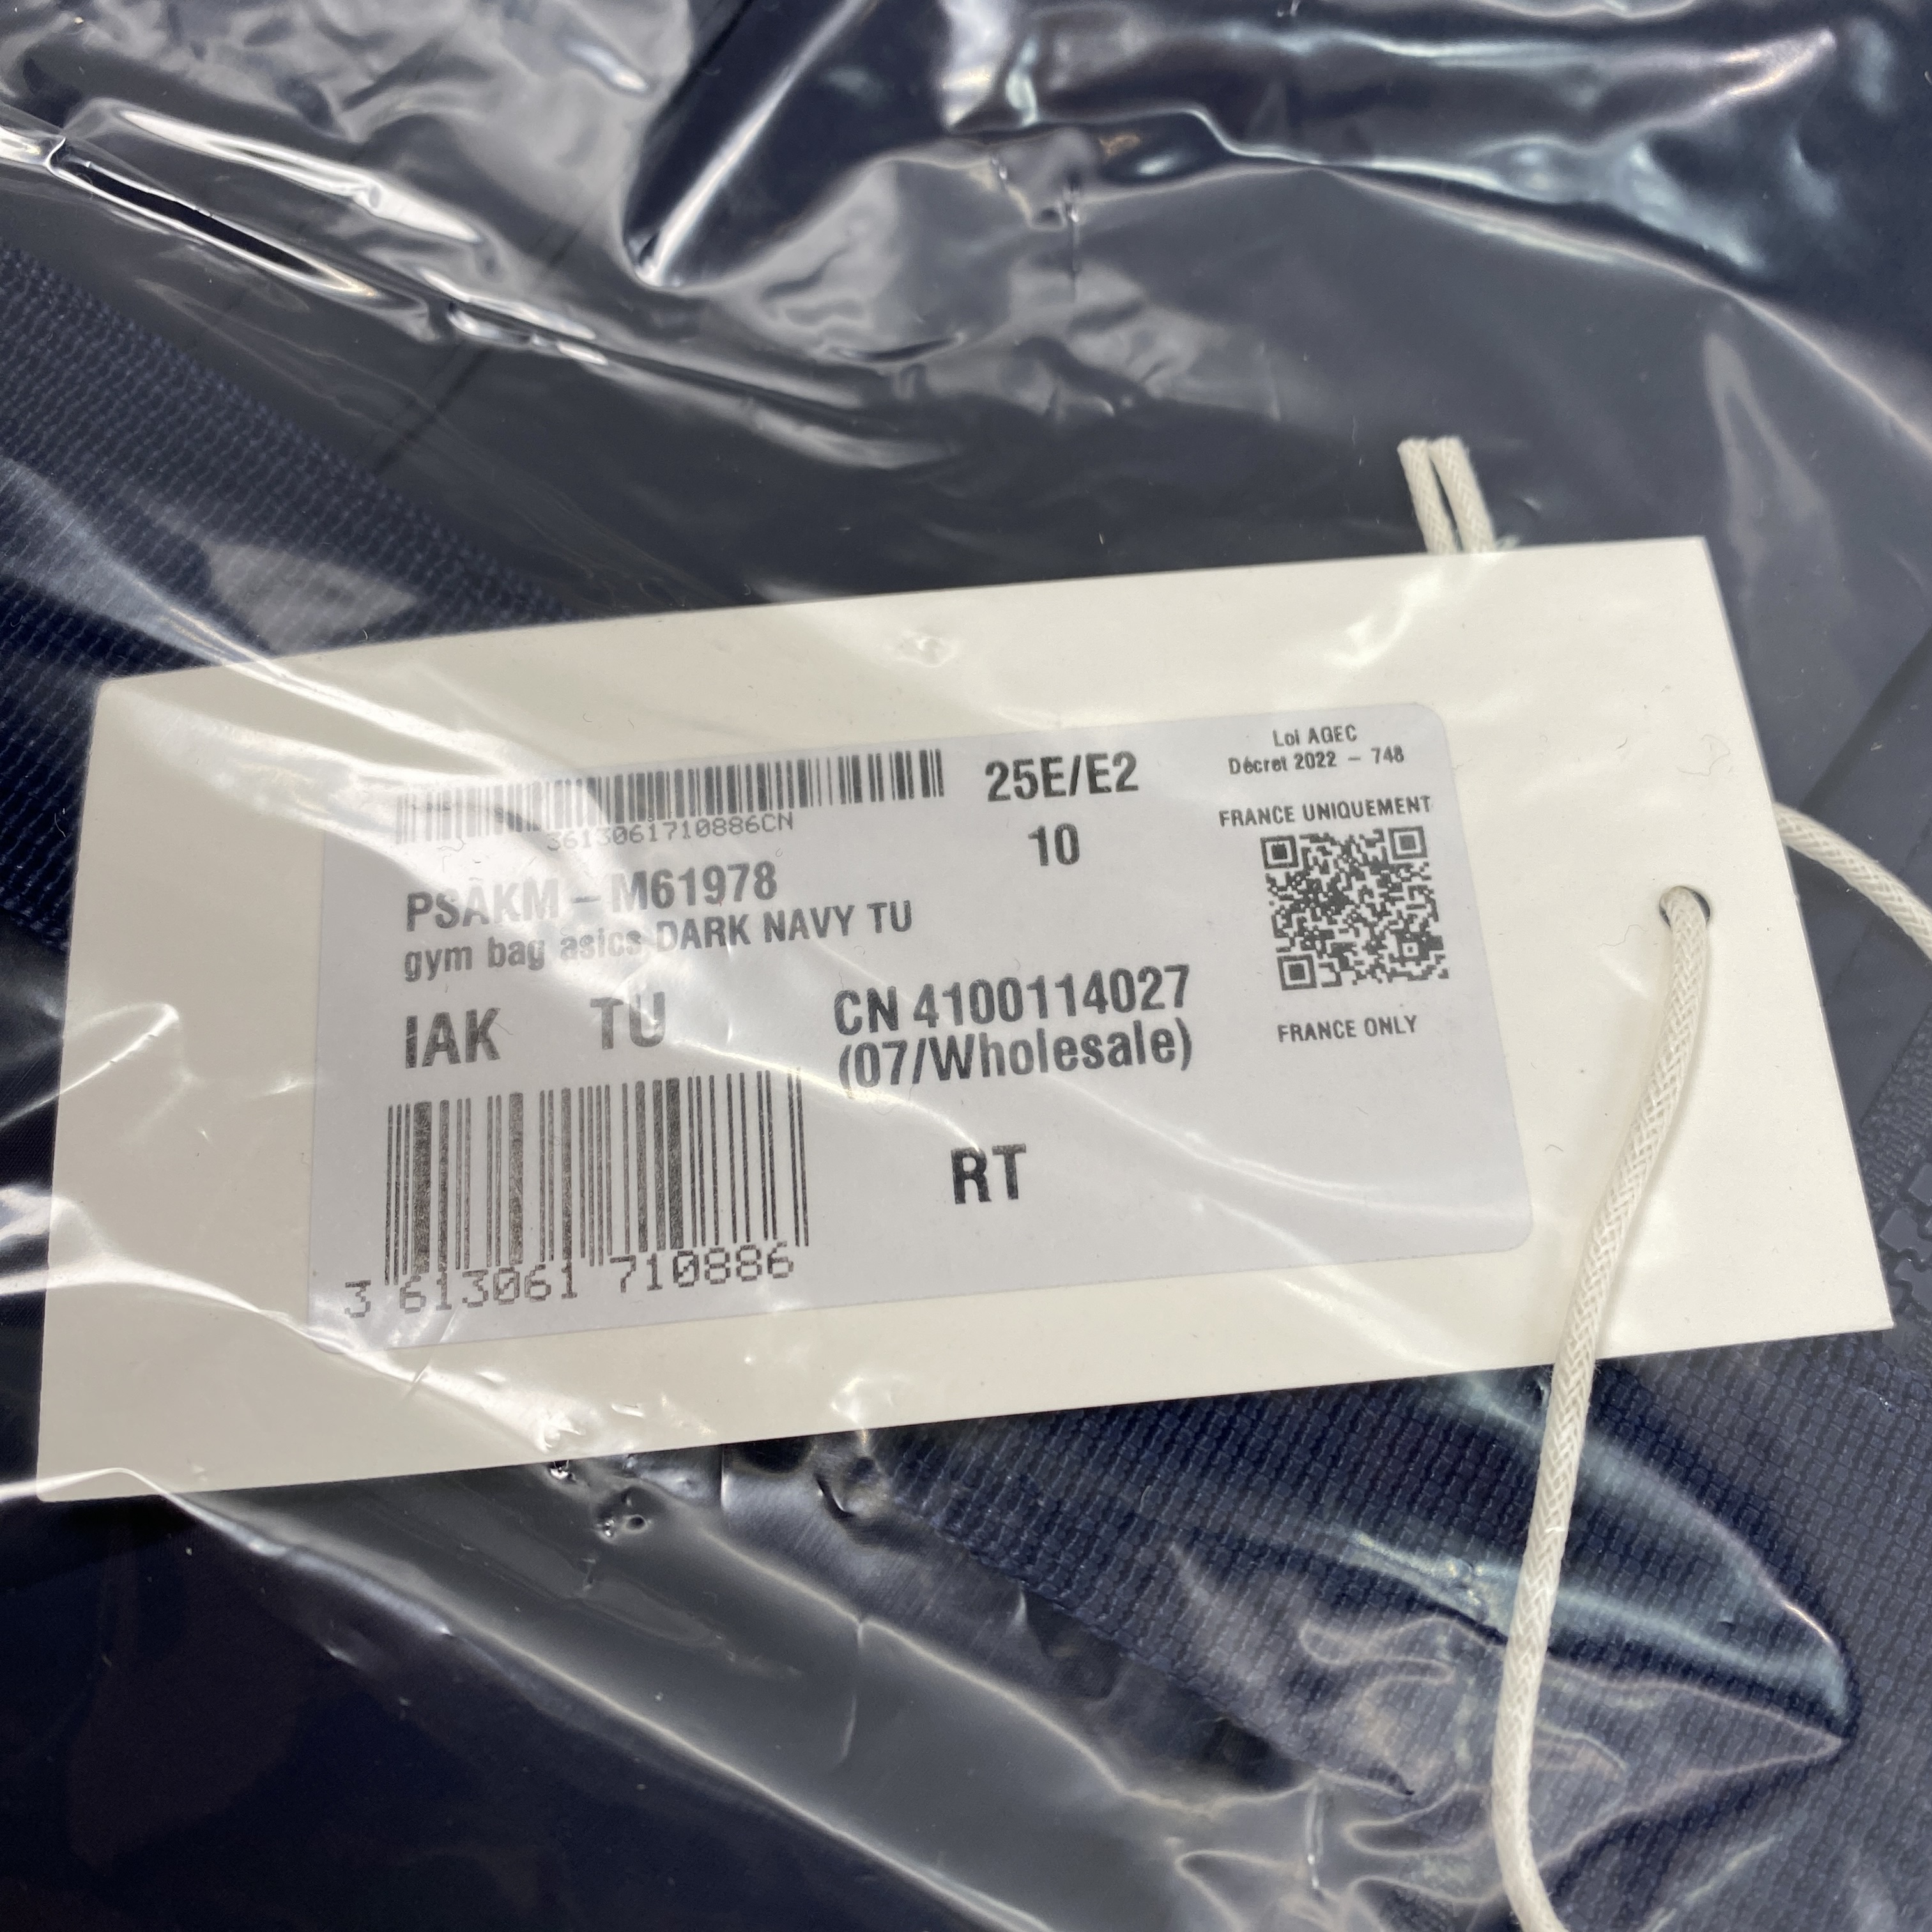 3613061710886CN
25E/E2
10
PSAKM – M61978
gym bag asics DARK NAVY TU
IAK TU
CN 4100114027
(07/Wholesale)
RT
3 613061 710886
Loi AGEC
Décret 2022 – 748
FRANCE UNIQUEMENT
FRANCE ONLY